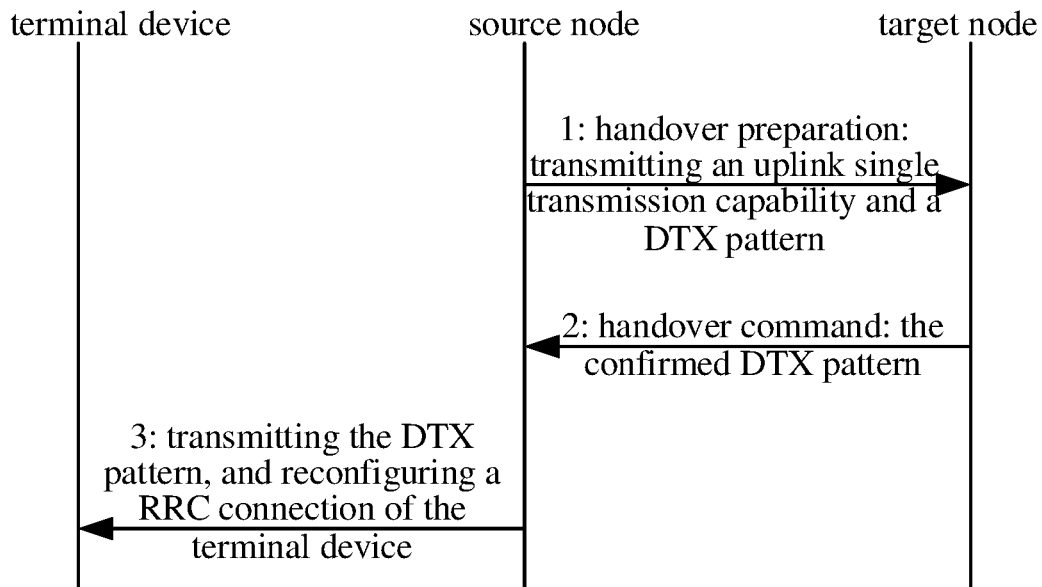 terminal device
source node
target node
1: handover preparation:
transmitting an uplink single
transmission capability and a
DTX pattern
2: handover command: the
confirmed DTX pattern
3: transmitting the DTX
pattern, and reconfiguring a
RRC connection of the
terminal device